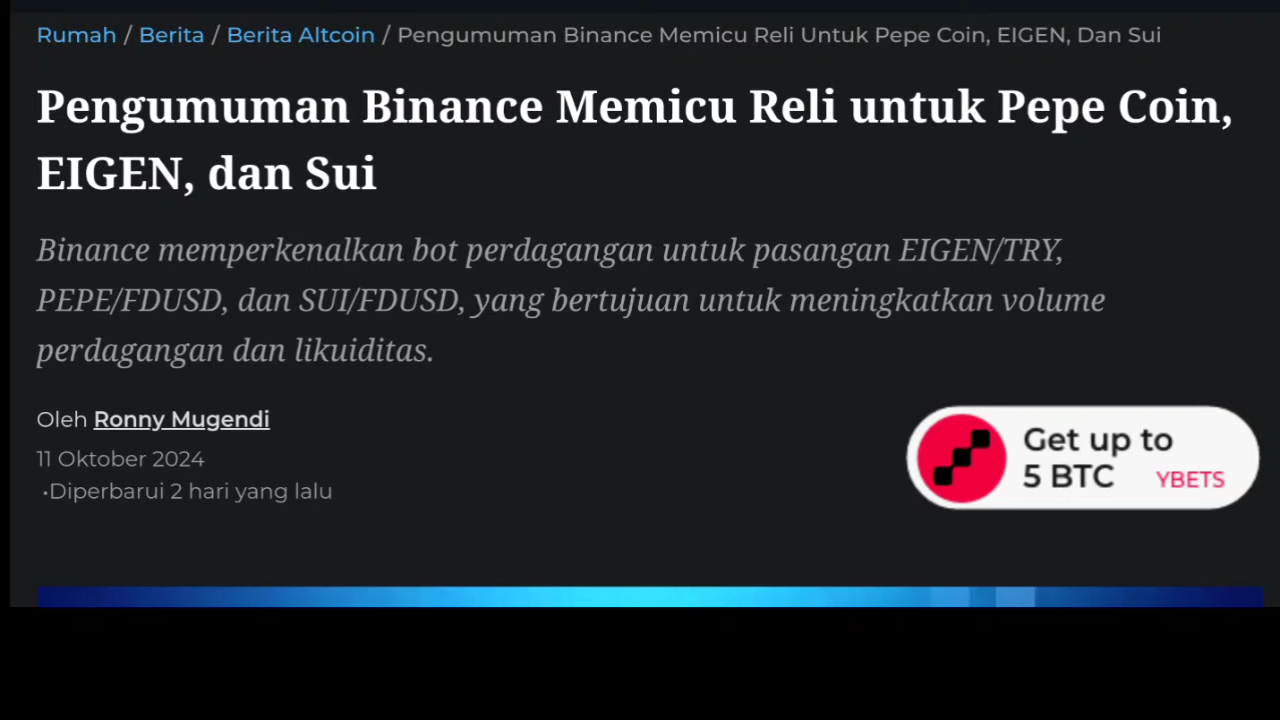 Rumah / Berita / Berita Altcoin / Pengumuman Binance Memicu Reli Untuk Pepe Coin, EIGEN, Dan Sui
Pengumuman Binance Memicu Reli untuk Pepe Coin,
EIGEN, dan Sui
Binance memperkenalkan bot perdagangan untuk pasangan EIGEN/TRY,
PEPE/FDUSD, dan SUI/FDUSD, yang bertujuan untuk meningkatkan volume
perdagangan dan likuiditas.
Oleh Ronny Mugendi
11 Oktober 2024
•Diperbarui 2 hari yang lalu
Get up to
5 BTC YBETS